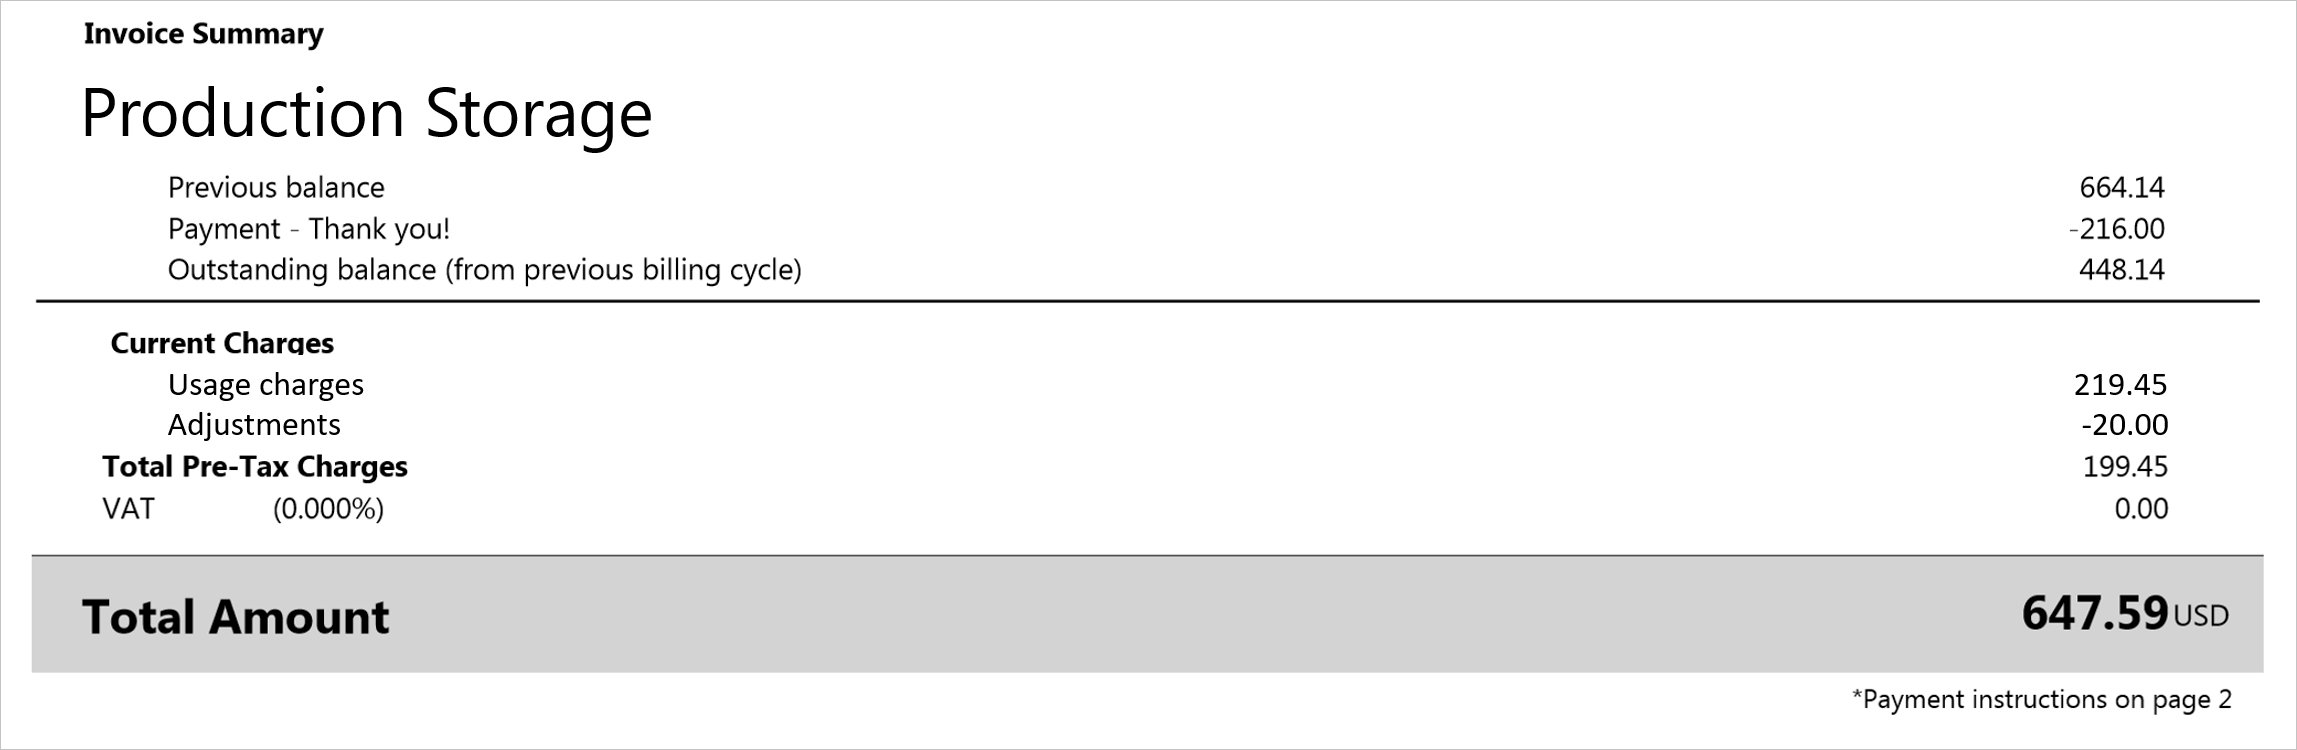 Invoice Summary
Production Storage
Previous balance 664.14
Payment - Thank you! -216.00
Outstanding balance (from previous billing cycle) 448.14
Current Charges
Usage charges 219.45
Adjustments -20.00
Total Pre-Tax Charges 199.45
VAT (0.000%) 0.00
Total Amount 647.59 USD
*Payment instructions on page 2